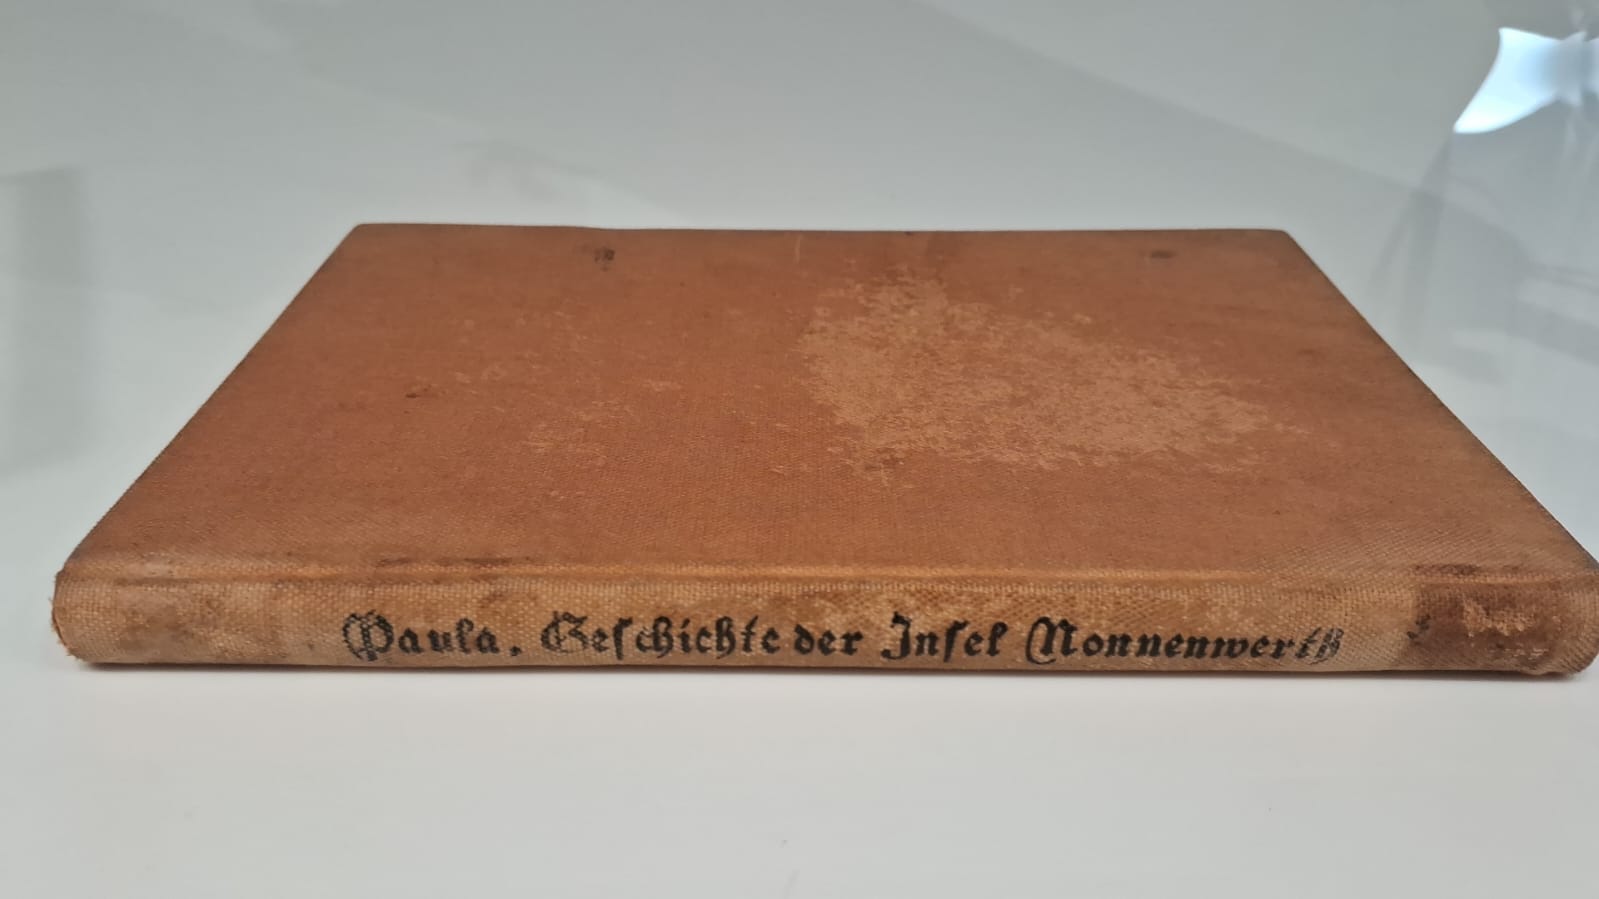 Paula, Geschichte der Insel Nonnenwerth